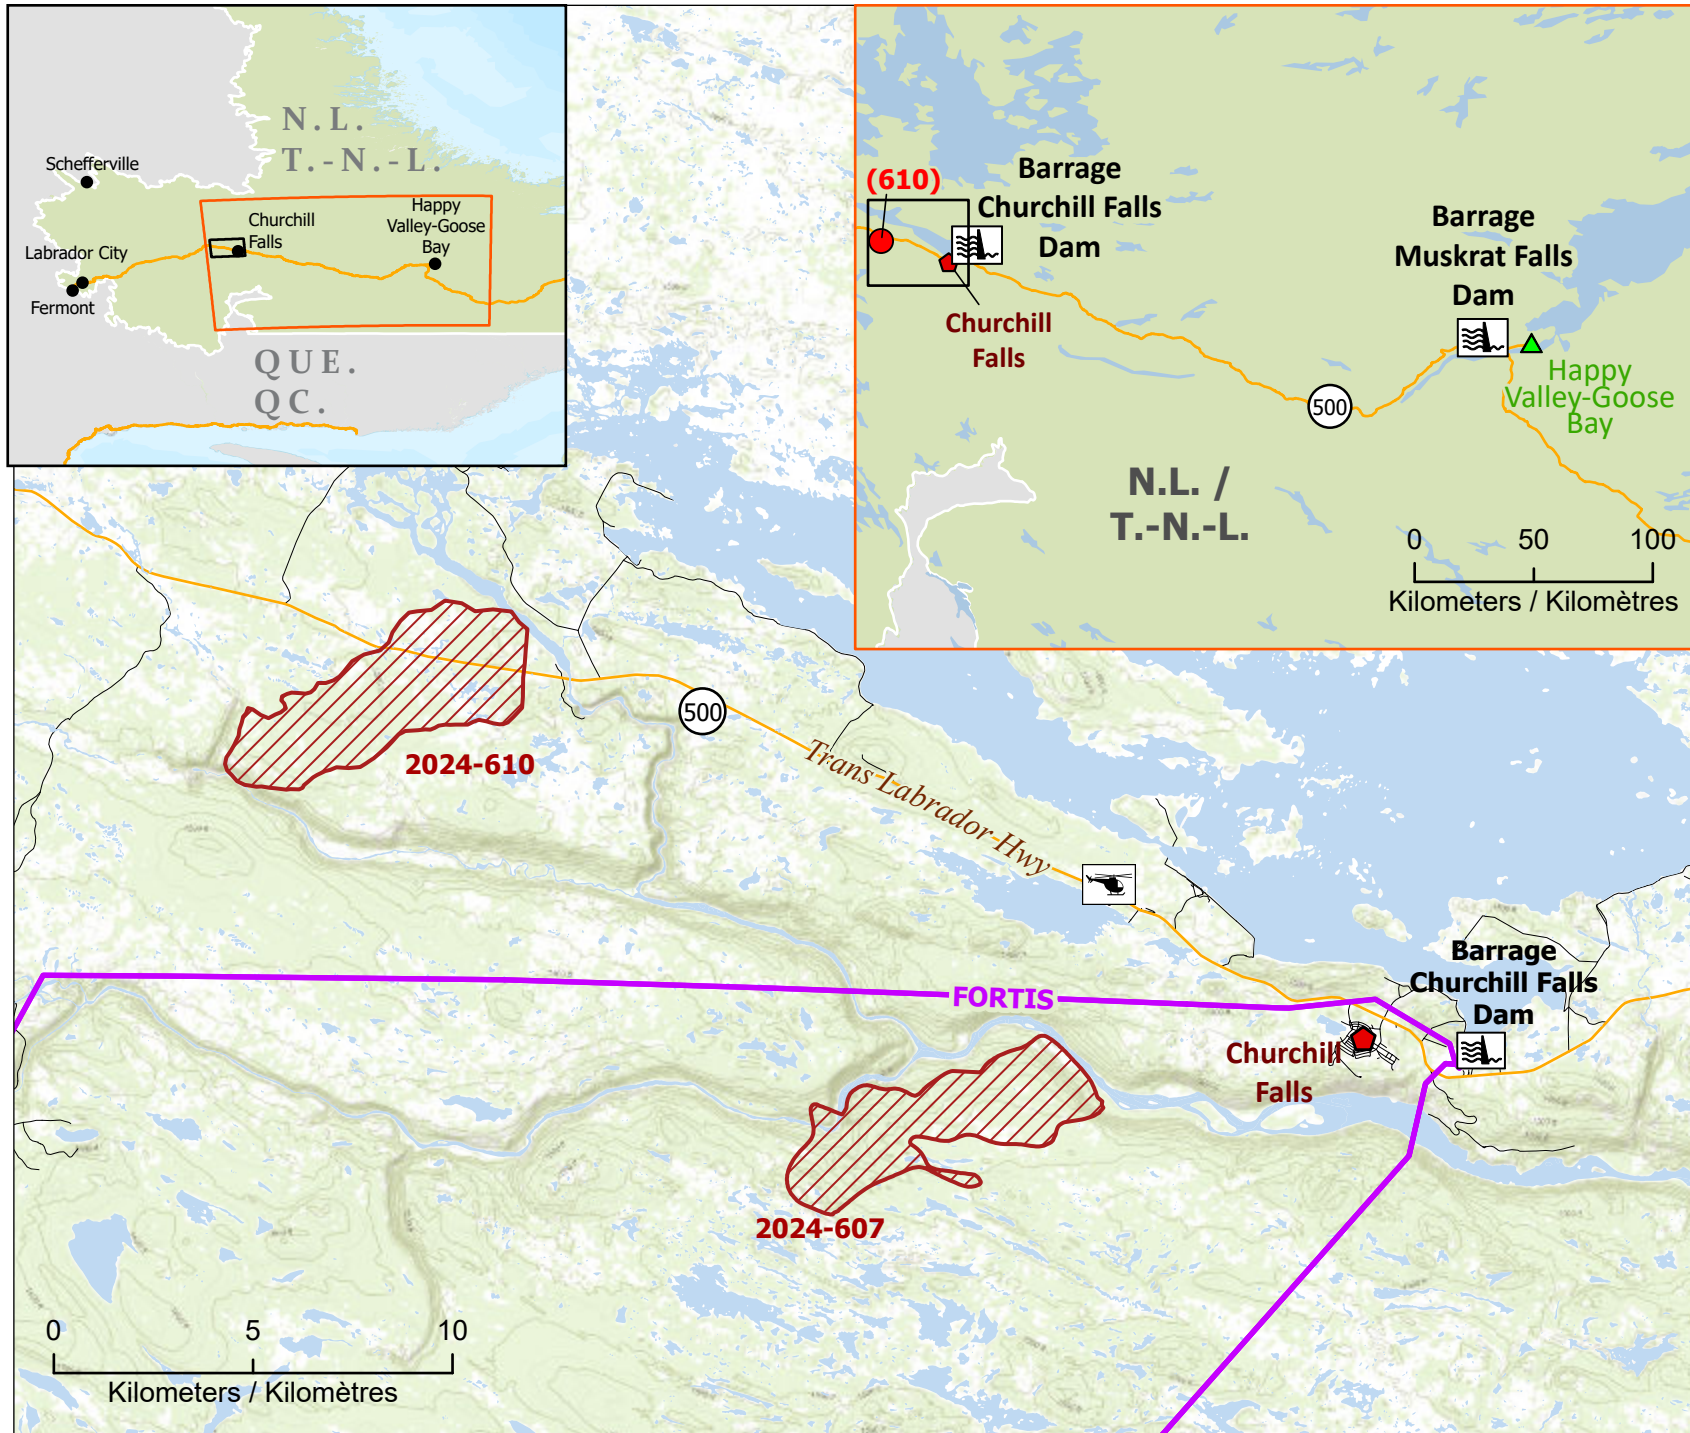 N.L.
T.-N.-L.
Schefferville
Churchill
Falls
Happy
Valley-Goose
Bay
Labrador City
Fermont
QUE.
QC.
(610)
Barrage
Churchill Falls
Dam
Churchill
Falls
Barrage
Muskrat Falls
Dam
Happy
Valley-Goose
Bay
500
N.L. /
T.-N.-L.
0 50 100
Kilometers / Kilomètres
2024-610
500
Trans Labrador Hwy
FORTIS
Barrage
Churchill Falls
Dam
Churchill
Falls
2024-607
0 5 10
Kilometers / Kilomètres